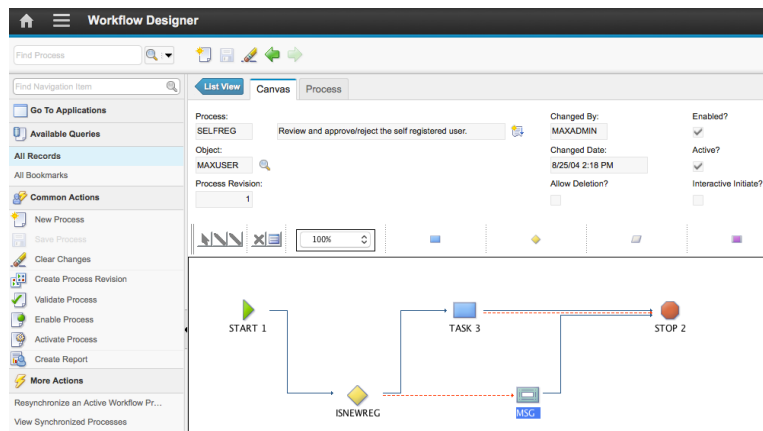 Workflow Designer
Find Process
Find Navigation Item
Go To Applications
Available Queries
All Records
All Bookmarks
Common Actions
New Process
Save Process
Clear Changes
Create Process Revision
Validate Process
Enable Process
Activate Process
Create Report
More Actions
Resynchronize an Active Workflow Pr...
View Synchronized Processes
List View
Canvas
Process
Process:
SELFREG
Review and approve/reject the self registered user.
Changed By:
MAXADMIN
Enabled?
Object:
MAXUSER
Changed Date:
8/25/04 2:18 PM
Active?
Process Revision:
1
Allow Deletion?
Interactive Initiate?
100%
START 1
TASK 3
STOP 2
ISNEWREG
MSG